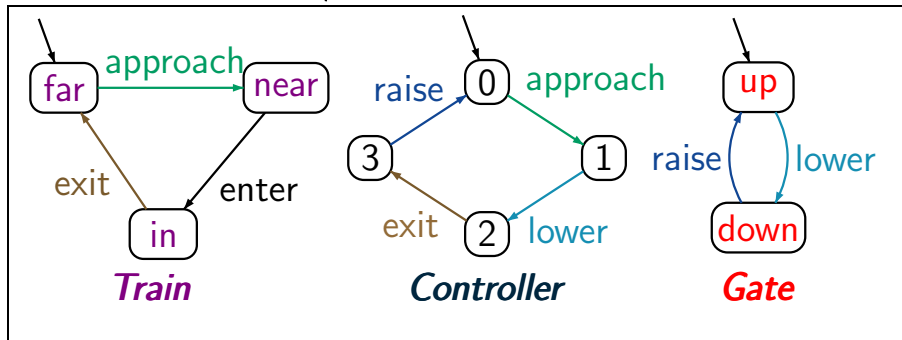 approach
far
near
exit
enter
in
Train
0
raise
approach
3
1
exit
lower
2
Controller
up
raise
lower
down
Gate